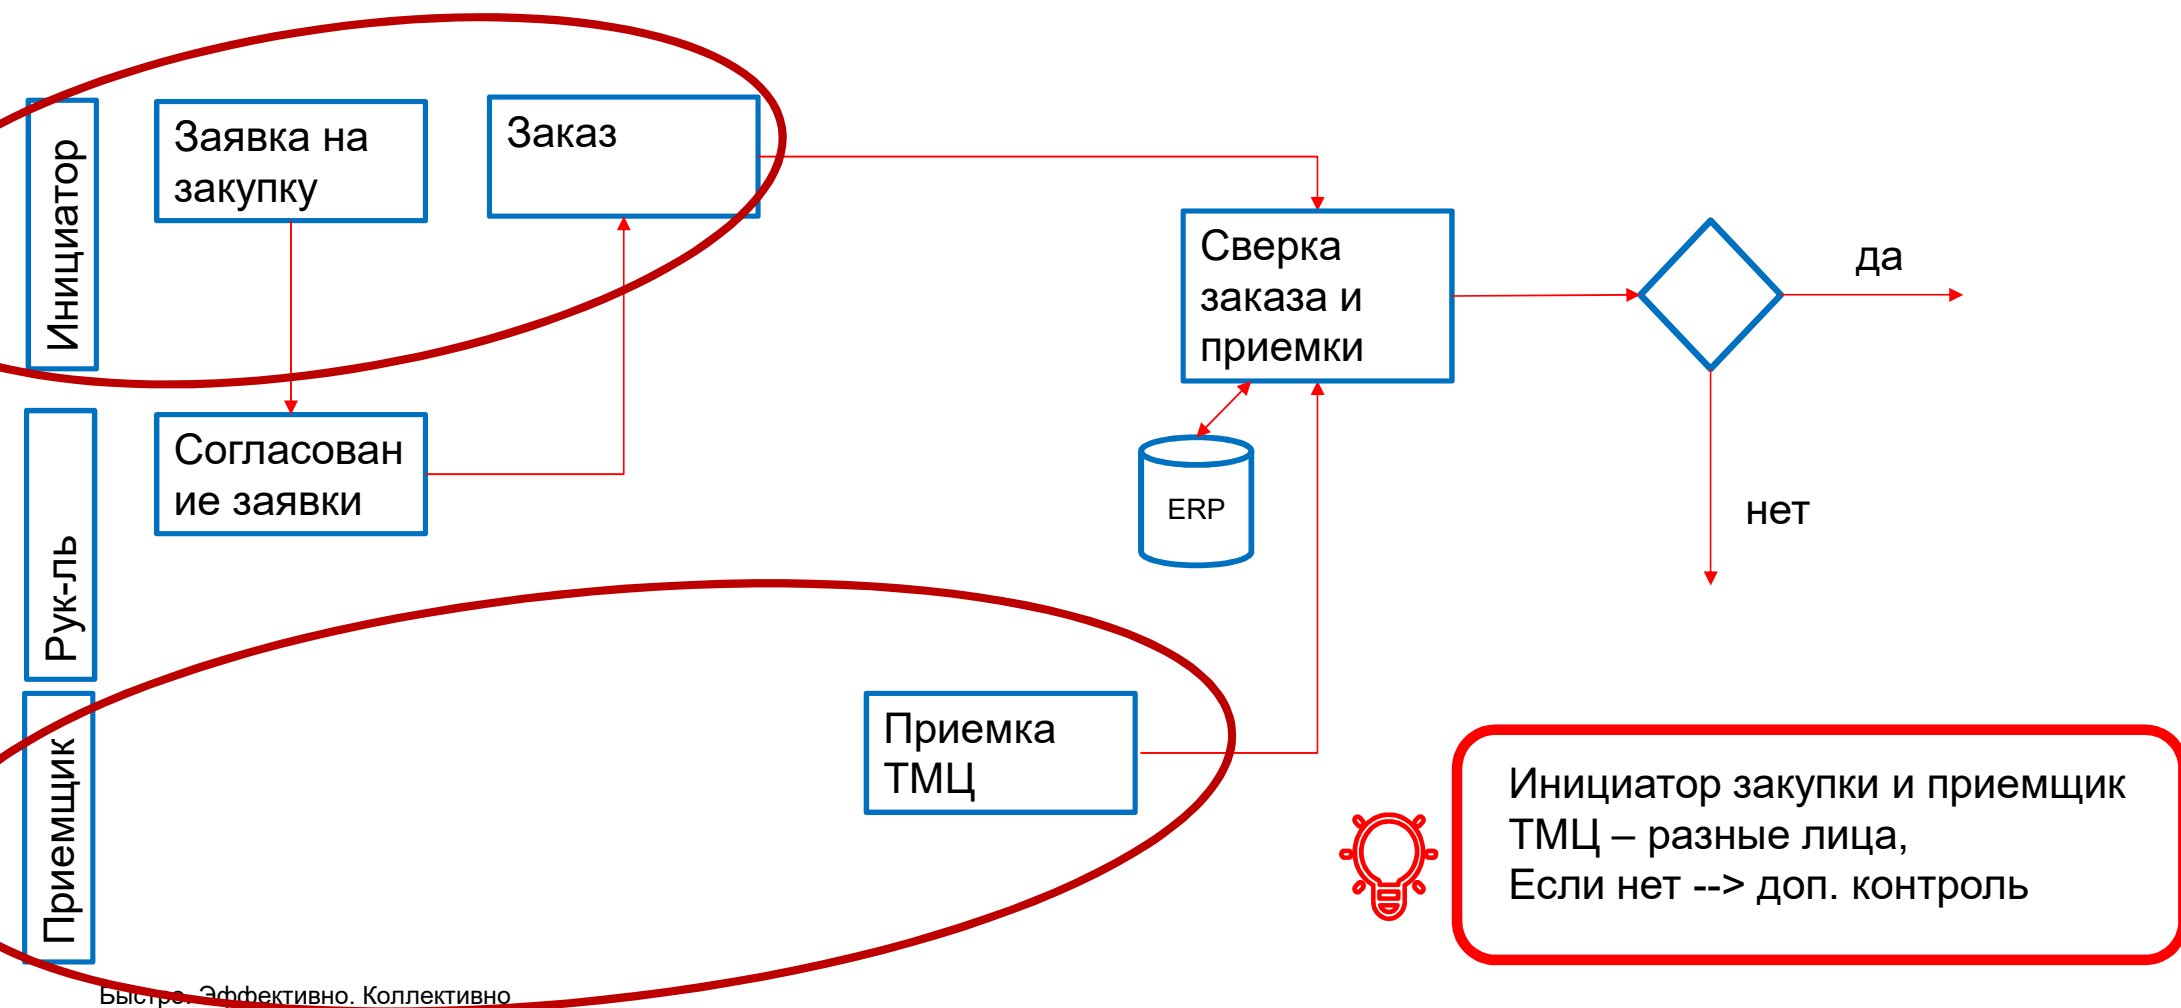 Инициатор
Заявка на
закупку
Заказ
Сверка
заказа и
приемки
да
Рук-ль
Согласован
ие заявки
ERP
нет
Приемщик
Приемка
ТМЦ
Инициатор закупки и приемщик
ТМЦ – разные лица,
Если нет --> доп. контроль
Быстро. Эффективно. Коллективно